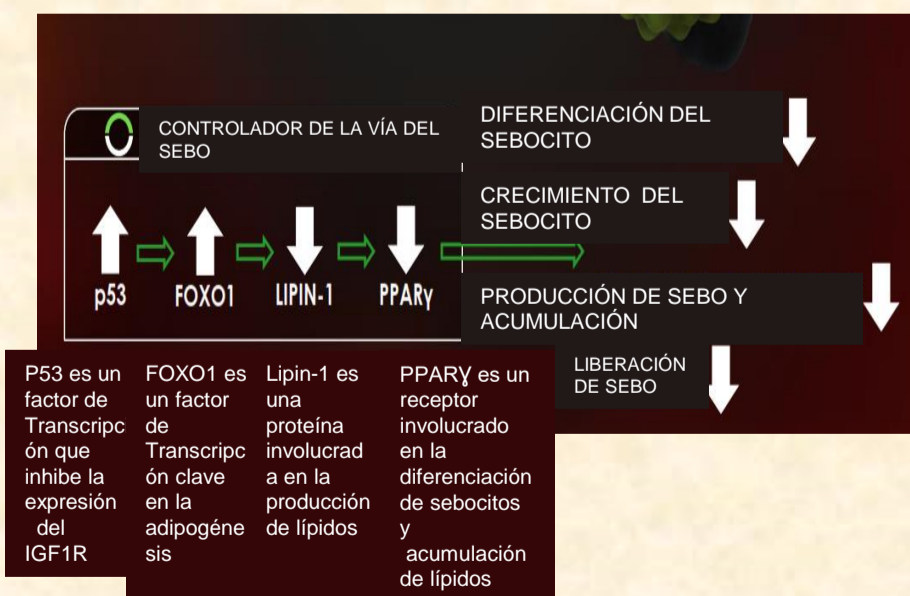 CONTROLADOR DE LA VÍA DEL
SEBO
DIFERENCIACIÓN DEL
SEBOCITO
CRECIMIENTO DEL
SEBOCITO
p53
FOXO1
LIPIN-1
PPARγ
PRODUCCIÓN DE SEBO Y
ACUMULACIÓN
LIBERACIÓN
DE SEBO
P53 es un
factor de
Transcripc
ón que
inhibe la
expresión
del
IGF1R
FOXO1 es
un factor
de
Transcripc
ón clave
en la
adipogéne
sis
Lipin-1 es
una
proteína
involucrad
a en la
producción
de lípidos
PPARɣ es un
receptor
involucrado
en la
diferenciación
de sebocitos
y
acumulación
de lípidos